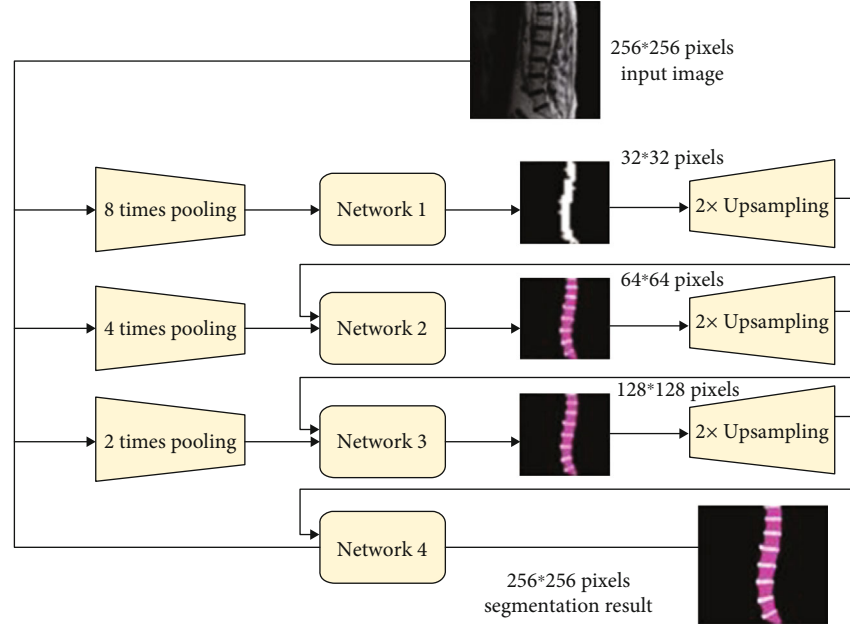 256*256 pixels
input image
32*32 pixels
8 times pooling
Network 1
2× Upsampling
64*64 pixels
4 times pooling
Network 2
2× Upsampling
128*128 pixels
2 times pooling
Network 3
2× Upsampling
Network 4
256*256 pixels
segmentation result